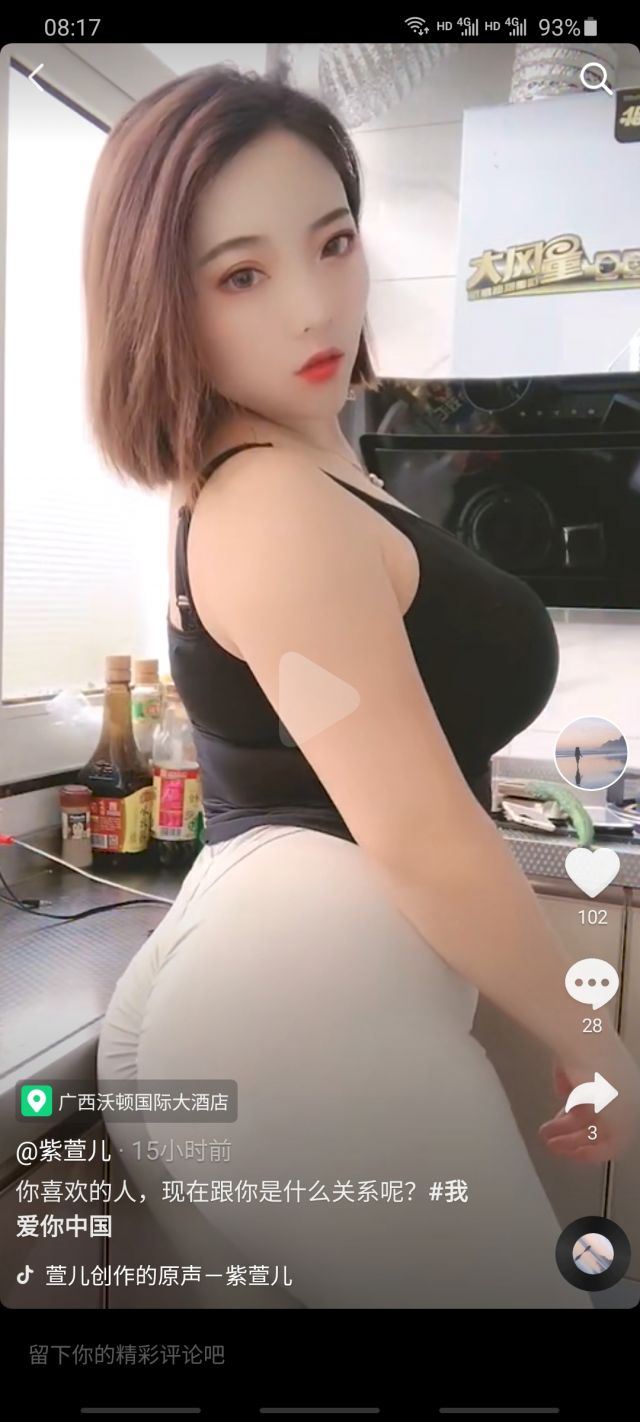 08:17
HD 4G HD 4G 93%
大风量
102
28
3
广西沃顿国际大酒店
@紫萱儿 · 15小时前
你喜欢的人，现在跟你是什么关系呢？#我
爱你中国
萱儿创作的原声－紫萱儿
留下你的精彩评论吧